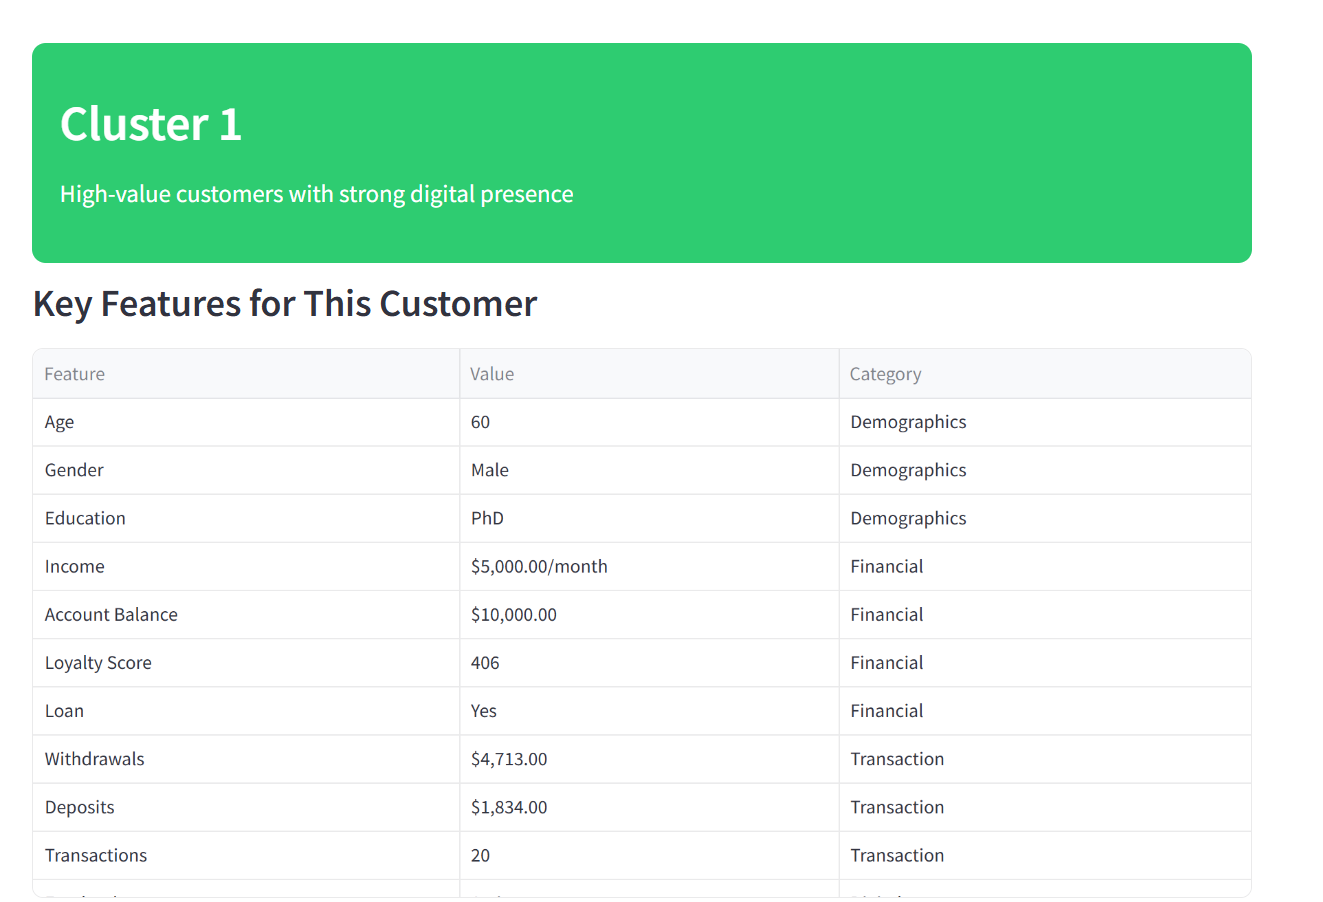 Cluster 1
High-value customers with strong digital presence
Key Features for This Customer
Feature Value Category
Age 60 Demographics
Gender Male Demographics
Education PhD Demographics
Income $5,000.00/month Financial
Account Balance $10,000.00 Financial
Loyalty Score 406 Financial
Loan Yes Financial
Withdrawals $4,713.00 Transaction
Deposits $1,834.00 Transaction
Transactions 20 Transaction